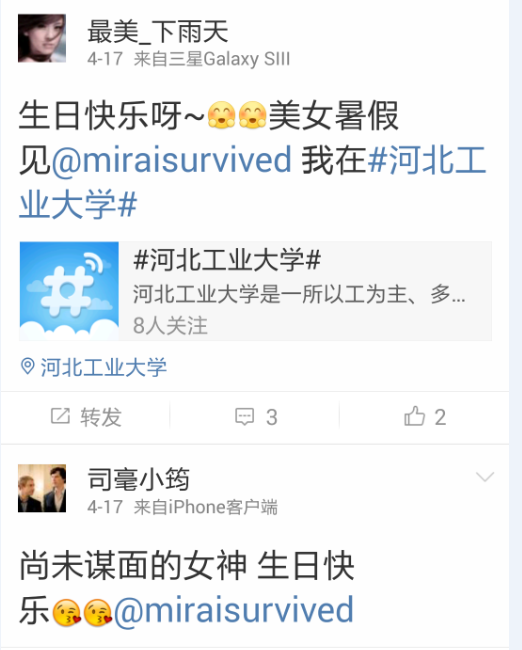 最美_下雨天
4-17 来自三星Galaxy SIII
生日快乐呀~🤗🤗美女暑假
见@miraisurvived 我在#河北工
业大学#
#河北工业大学#
河北工业大学是一所以工为主、多...
8人关注
河北工业大学
转发 3 2
司毫小筠
4-17 来自iPhone客户端
尚未谋面的女神 生日快
乐😘😘@miraisurvived